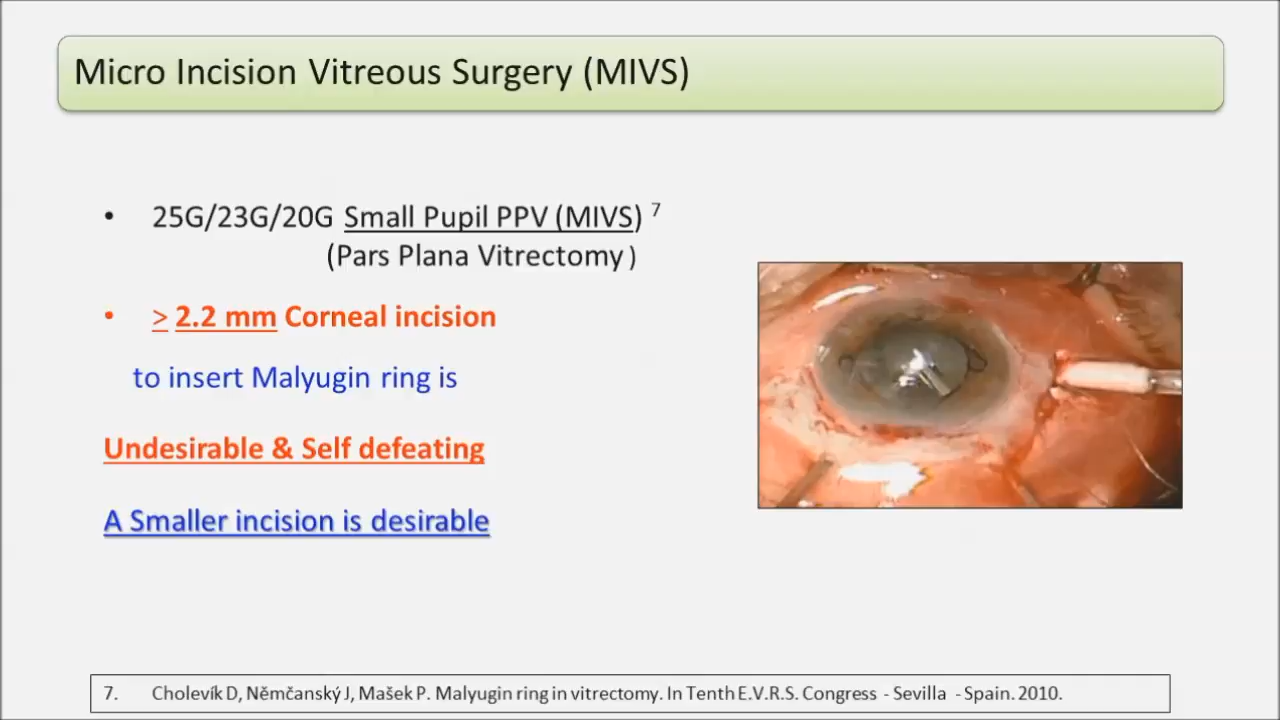 Micro Incision Vitreous Surgery (MIVS)
• 25G/23G/20G Small Pupil PPV (MIVS) 7
(Pars Plana Vitrectomy)
• > 2.2 mm Corneal incision
to insert Malyugin ring is
Undesirable & Self defeating
A Smaller incision is desirable
7. Cholevík D, Němčanský J, Mašek P. Malyugin ring in vitrectomy. In Tenth E.V.R.S. Congress - Sevilla - Spain. 2010.